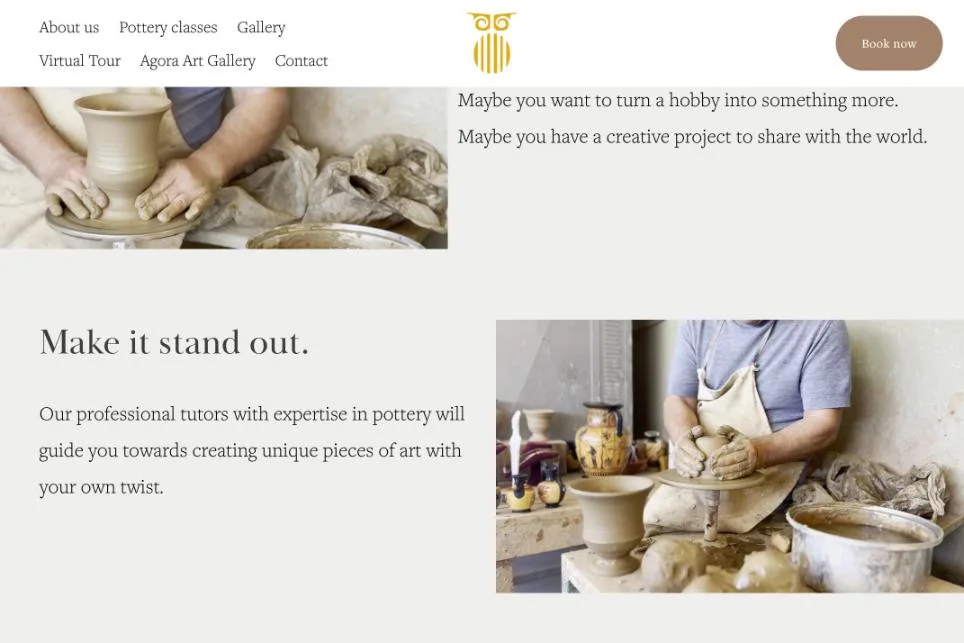 About us Pottery classes Gallery
Virtual Tour Agora Art Gallery Contact
Book now
Maybe you want to turn a hobby into something more.
Maybe you have a creative project to share with the world.
Make it stand out.
Our professional tutors with expertise in pottery will
guide you towards creating unique pieces of art with
your own twist.